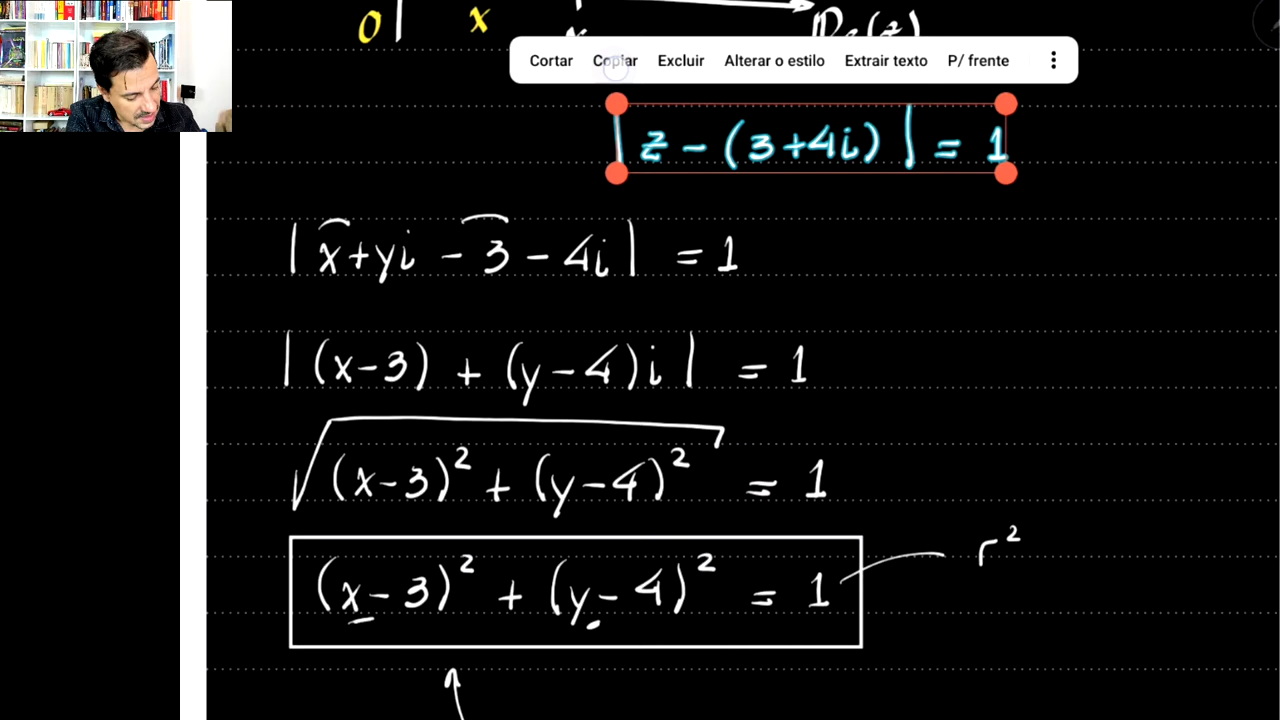 0 x
Cortar Copiar Excluir Alterar o estilo Extrair texto P/ frente
| z - (3+4i) | = 1
| x+yi - 3 - 4i | = 1
| (x-3) + (y-4)i | = 1
√(x-3)² + (y-4)² = 1
(x-3)² + (y-4)² = 1 r²